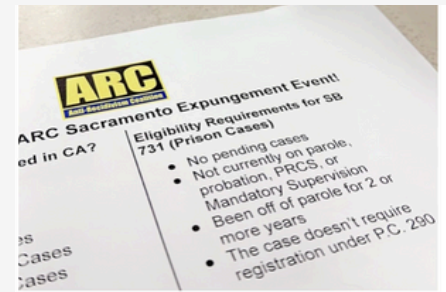 ARC
Anti-Recidivism Coalition
ARC Sacramento Expungement Event!
ed in CA?
es
Cases
Cases
Eligibility Requirements for SB
731 (Prison Cases)
• No pending cases
• Not currently on parole,
probation, PRCS, or
Mandatory Supervision
• Been off of parole for 2 or
more years
• The case doesn't require
registration under P.C. 290